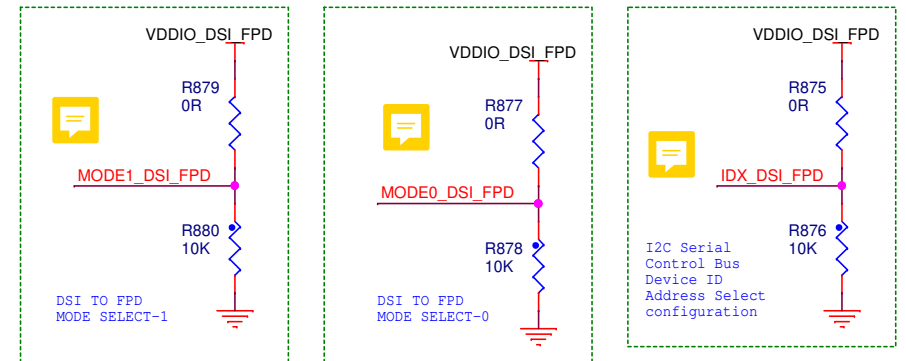 VDDIO_DSI_FPD
R879
0R
MODE1_DSI_FPD
R880
10K
DSI TO FPD
MODE SELECT-1
VDDIO_DSI_FPD
R877
0R
MODE0_DSI_FPD
R878
10K
DSI TO FPD
MODE SELECT-0
VDDIO_DSI_FPD
R875
0R
IDX_DSI_FPD
R876
10K
I2C Serial
Control Bus
Device ID
Address Select
configuration